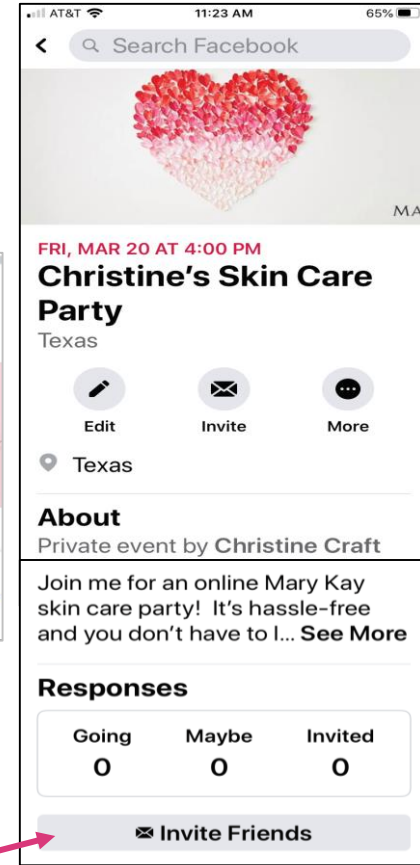 AT&T 11:23 AM 65%
Search Facebook
MA
FRI, MAR 20 AT 4:00 PM
Christine's Skin Care
Party
Texas
Edit Invite More
Texas
About
Private event by Christine Craft
Join me for an online Mary Kay
skin care party! It's hassle-free
and you don't have to l... See More
Responses
Going Maybe Invited
0 0 0
Invite Friends